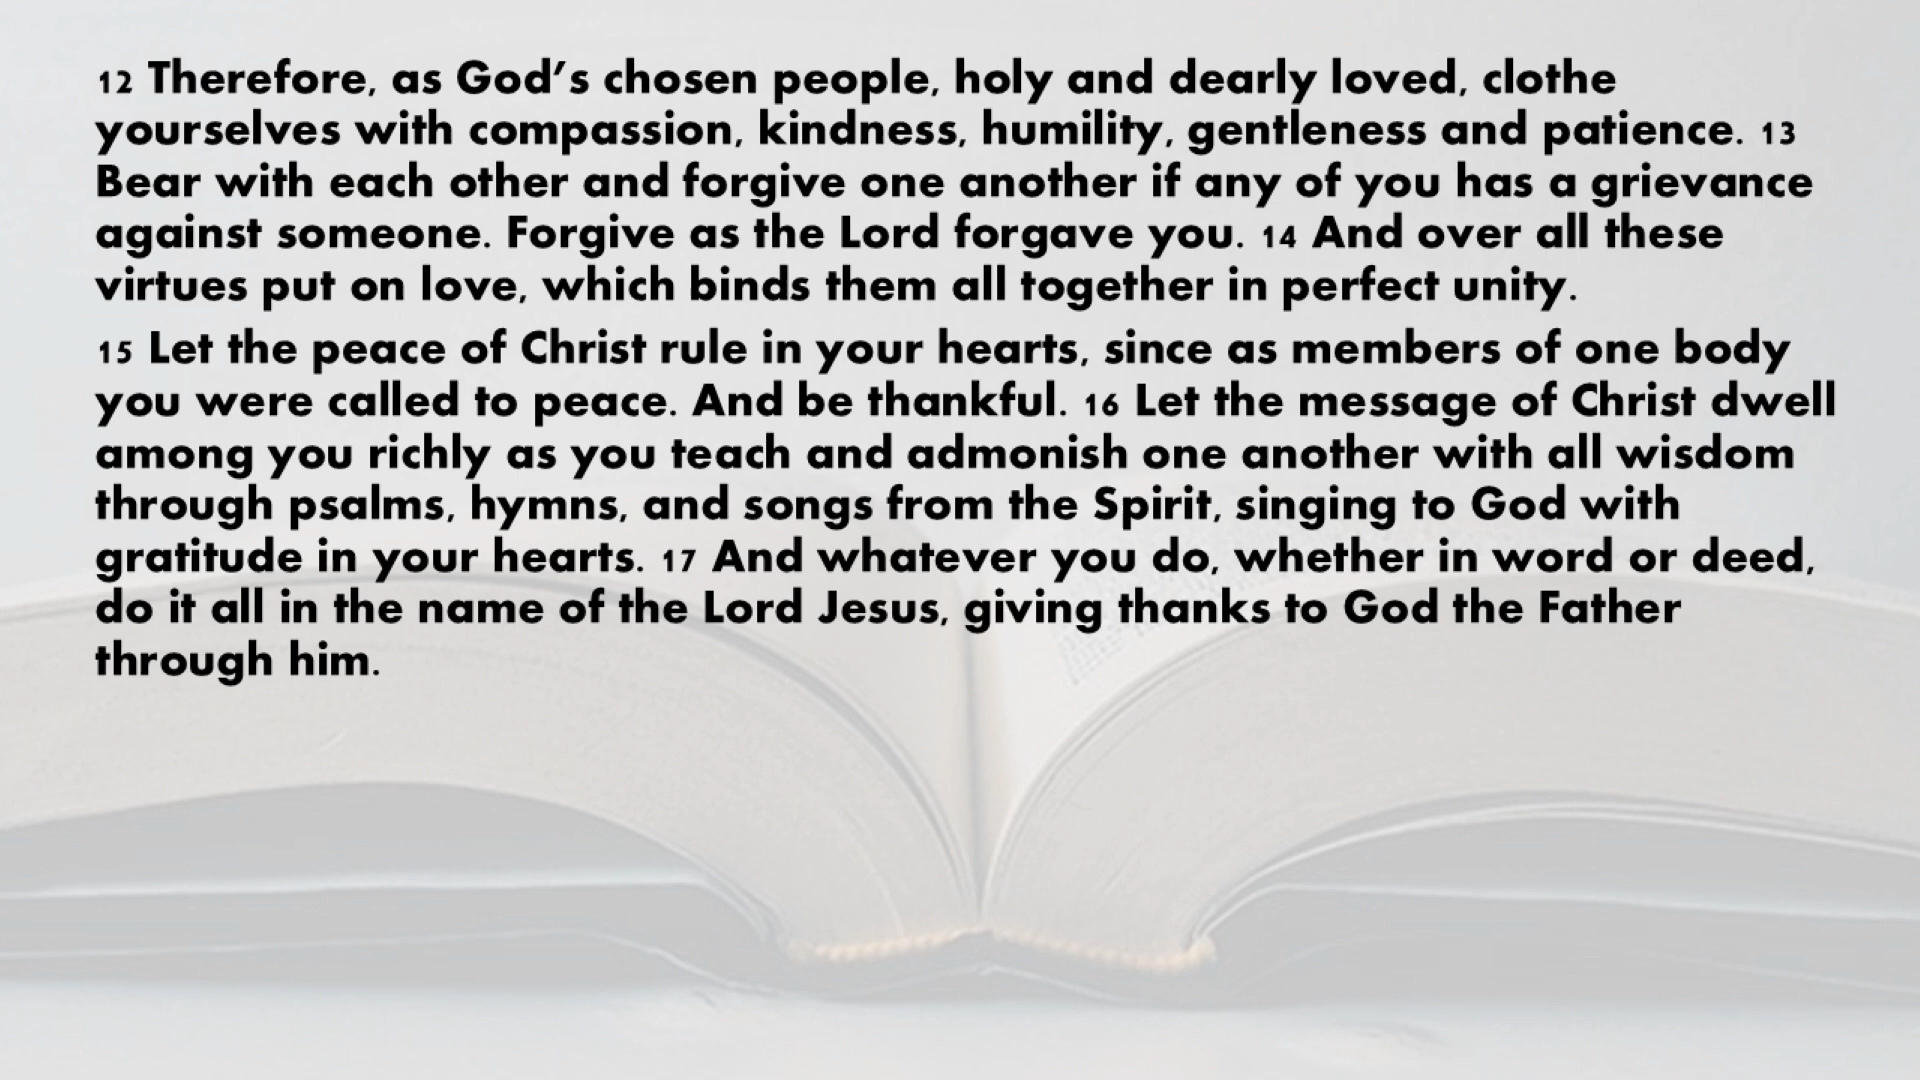 12 Therefore, as God’s chosen people, holy and dearly loved, clothe
yourselves with compassion, kindness, humility, gentleness and patience. 13
Bear with each other and forgive one another if any of you has a grievance
against someone. Forgive as the Lord forgave you. 14 And over all these
virtues put on love, which binds them all together in perfect unity.
15 Let the peace of Christ rule in your hearts, since as members of one body
you were called to peace. And be thankful. 16 Let the message of Christ dwell
among you richly as you teach and admonish one another with all wisdom
through psalms, hymns, and songs from the Spirit, singing to God with
gratitude in your hearts. 17 And whatever you do, whether in word or deed,
do it all in the name of the Lord Jesus, giving thanks to God the Father
through him.